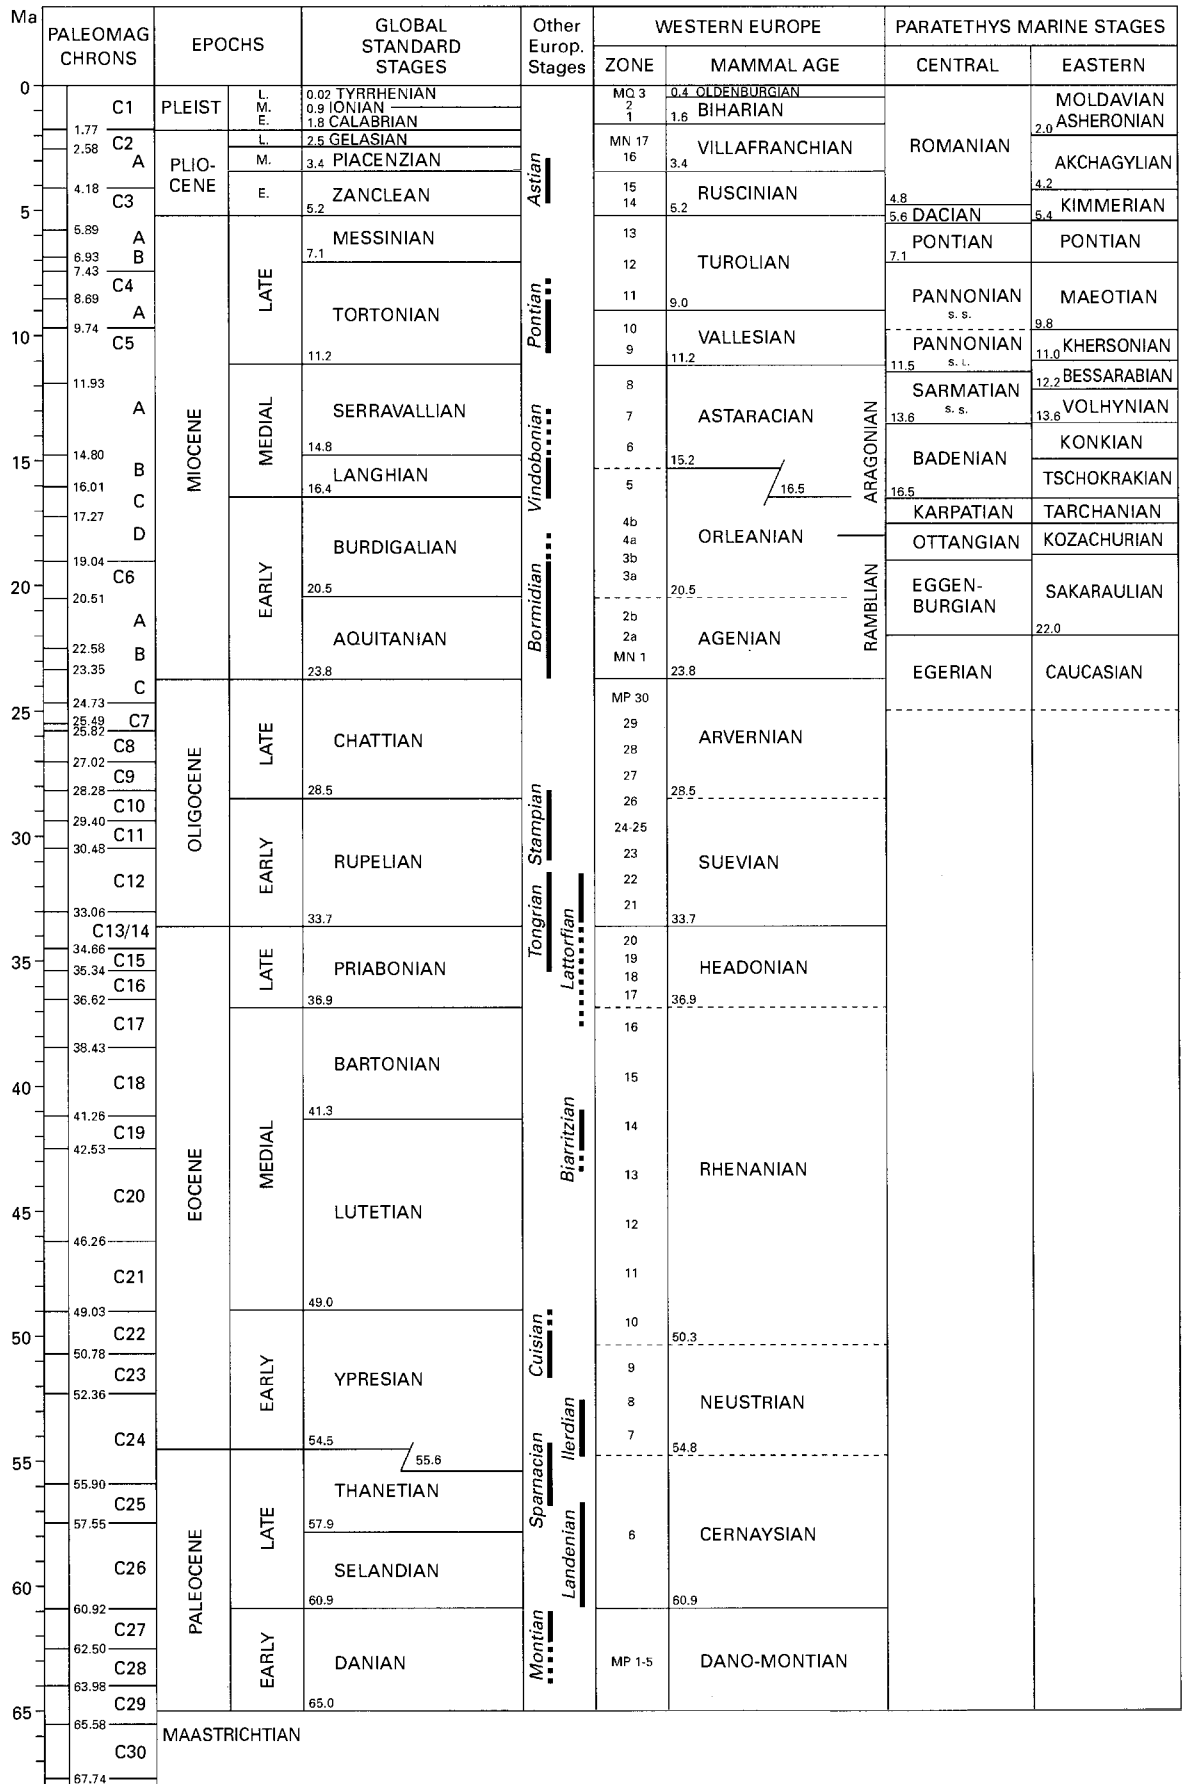 Ma
PALEOMAG
CHRONS
EPOCHS
GLOBAL
STANDARD
STAGES
Other
Europ.
Stages
WESTERN EUROPE
ZONE
MAMMAL AGE
PARATETHYS MARINE STAGES
CENTRAL
EASTERN
0
5
10
15
20
25
30
35
40
45
50
55
60
65
C1
1.77
C2
2.58
A
4.18
C3
5.89
A
6.93
B
7.43
C4
8.69
A
9.74
C5
11.93
A
14.80
B
16.01
C
17.27
D
19.04
C6
20.51
A
22.58
B
23.35
C
24.73
C7
25.49
25.82
C8
27.02
C9
28.28
C10
29.40
C11
30.48
C12
33.06
C13/14
34.66
C15
35.34
C16
36.62
C17
38.43
C18
41.26
C19
42.53
C20
46.26
C21
49.03
C22
50.78
C23
52.36
C24
55.90
C25
57.55
C26
60.92
C27
62.50
C28
63.98
C29
65.58
C30
67.74
PLEIST
PLIO-
CENE
MIOCENE
OLIGOCENE
EOCENE
PALEOCENE
L.
M.
E.
L.
M.
E.
LATE
MEDIAL
EARLY
LATE
EARLY
LATE
MEDIAL
EARLY
LATE
EARLY
0.02 TYRRHENIAN
0.9 IONIAN
1.8 CALABRIAN
2.5 GELASIAN
3.4 PIACENZIAN
ZANCLEAN
5.2
MESSINIAN
7.1
TORTONIAN
11.2
SERRAVALLIAN
14.8
LANGHIAN
16.4
BURDIGALIAN
20.5
AQUITANIAN
23.8
CHATTIAN
28.5
RUPELIAN
33.7
PRIABONIAN
36.9
BARTONIAN
41.3
LUTETIAN
49.0
YPRESIAN
54.5
55.6
THANETIAN
57.9
SELANDIAN
60.9
DANIAN
65.0
MAASTRICHTIAN
Astian
Pontian
Vindobonian
Bormidian
Stampian
Tongrian
Lattorfian
Biarritzian
Cuisian
Ilerdian
Sparnacian
Landenian
Montian
MQ 3
2
1
MN 17
16
15
14
13
12
11
10
9
8
7
6
5
4b
4a
3b
3a
2b
2a
MN 1
MP 30
29
28
27
26
24-25
23
22
21
20
19
18
17
16
15
14
13
12
11
10
9
8
7
6
MP 1-5
0.4 OLDENBURGIAN
BIHARIAN
1.6
VILLAFRANCHIAN
3.4
RUSCINIAN
5.2
TUROLIAN
9.0
VALLESIAN
11.2
ASTARACIAN
15.2
16.5
ARAGONIAN
ORLEANIAN
20.5
RAMBLIAN
AGENIAN
23.8
ARVERNIAN
28.5
SUEVIAN
33.7
HEADONIAN
36.9
RHENANIAN
50.3
NEUSTRIAN
54.8
CERNAYSIAN
60.9
DANO-MONTIAN
ROMANIAN
4.8
5.6 DACIAN
PONTIAN
7.1
PANNONIAN
s. s.
PANNONIAN
11.5 s. l.
SARMATIAN
s. s.
13.6
BADENIAN
16.5
KARPATIAN
OTTANGIAN
EGGEN-
BURGIAN
EGERIAN
MOLDAVIAN
ASHERONIAN
2.0
AKCHAGYLIAN
4.2
KIMMERIAN
5.4
PONTIAN
MAEOTIAN
9.8
KHERSONIAN
11.0
BESSARABIAN
12.2
VOLHYNIAN
13.6
KONKIAN
TSCHOKRAKIAN
TARCHANIAN
KOZACHURIAN
SAKARAULIAN
22.0
CAUCASIAN